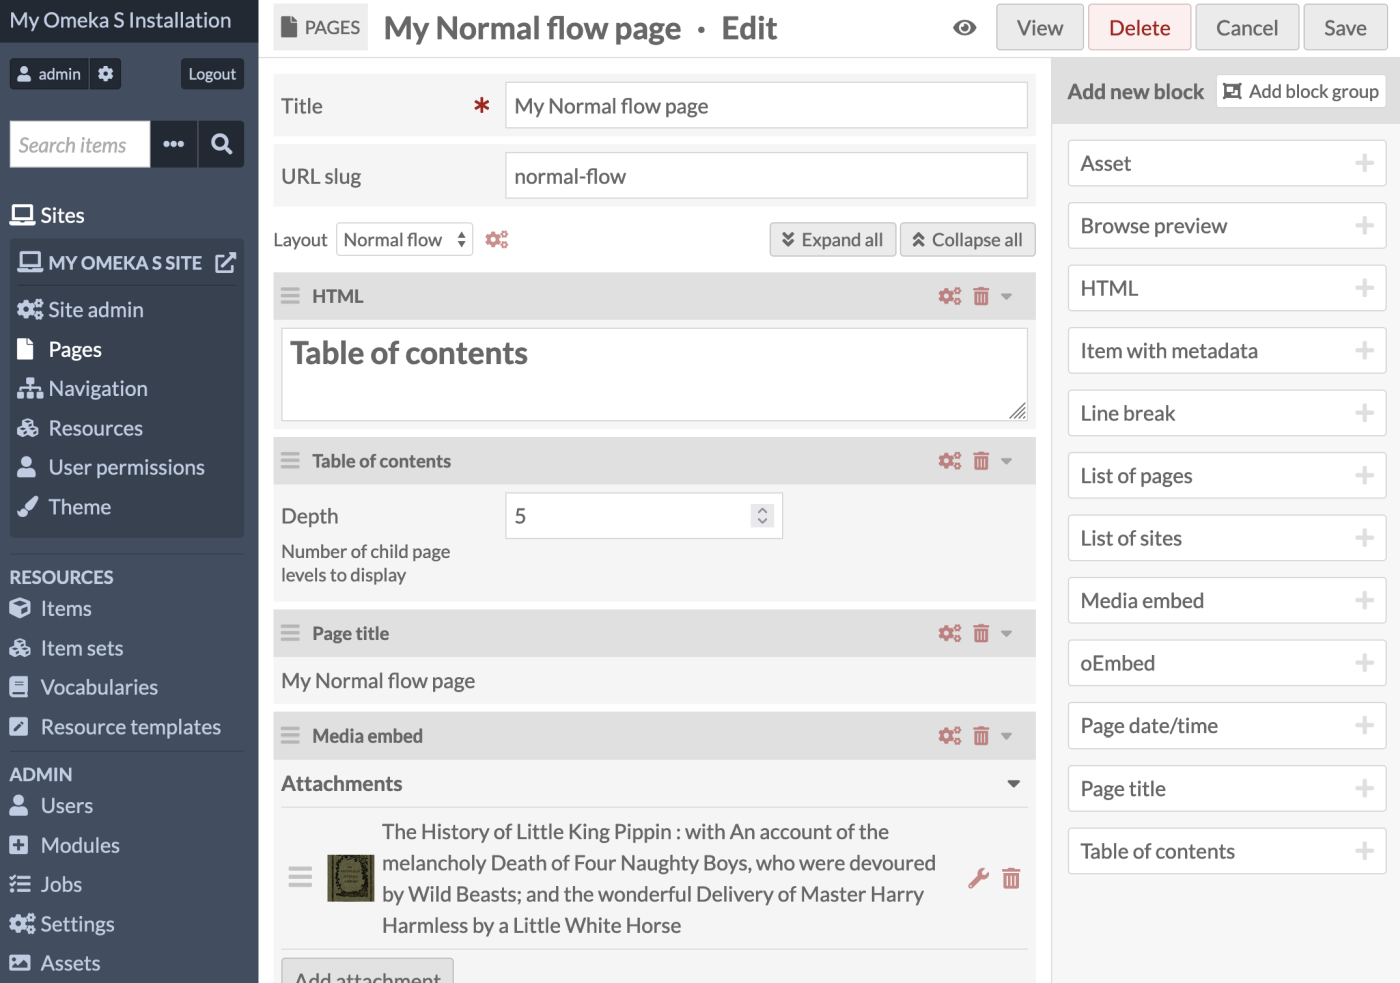 My Omeka S Installation
admin
Logout
Search items
Sites
MY OMEKA S SITE
Site admin
Pages
Navigation
Resources
User permissions
Theme
RESOURCES
Items
Item sets
Vocabularies
Resource templates
ADMIN
Users
Modules
Jobs
Settings
Assets
PAGES
My Normal flow page · Edit
View
Delete
Cancel
Save
Title
My Normal flow page
URL slug
normal-flow
Layout
Normal flow
Expand all
Collapse all
HTML
Table of contents
Table of contents
Depth
5
Number of child page
levels to display
Page title
My Normal flow page
Media embed
Attachments
The History of Little King Pippin : with An account of the
melancholy Death of Four Naughty Boys, who were devoured
by Wild Beasts; and the wonderful Delivery of Master Harry
Harmless by a Little White Horse
Add attachment
Add new block
Add block group
Asset
Browse preview
HTML
Item with metadata
Line break
List of pages
List of sites
Media embed
oEmbed
Page date/time
Page title
Table of contents